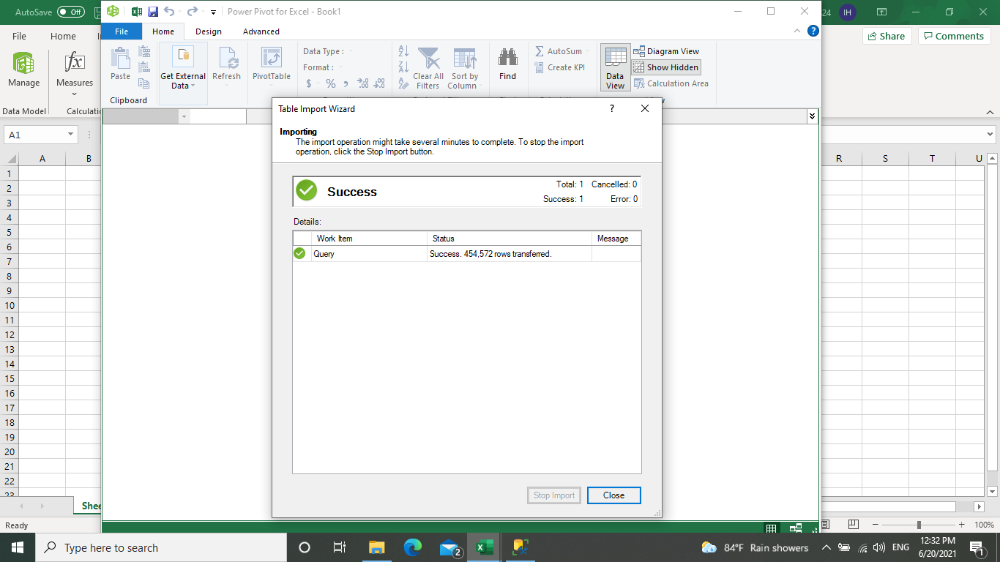 AutoSave Off
Power Pivot for Excel - Book1
24 IH
File Home
File Home Design Advanced
Share Comments
Manage
Measures
Data Model
Calculati
Paste
Clipboard
Get External
Data
Refresh
PivotTable
Data Type :
Format :
$ % , .00 .00
Clear All
Filters
Sort by
Column
Find
AutoSum
Create KPI
Data
View
Diagram View
Show Hidden
Calculation Area
A1
A B R S T U
1
2
3
4
5
6
7
8
9
10
11
12
13
14
15
16
17
18
19
20
21
22
23
Table Import Wizard ?
Importing
The import operation might take several minutes to complete. To stop the import
operation, click the Stop Import button.
Success
Total: 1 Cancelled: 0
Success: 1 Error: 0
Details:
Work Item Status Message
Query Success. 454,572 rows transferred.
Stop Import Close
Shee
Ready
100%
Type here to search
2
84°F Rain showers
ENG
12:32 PM
6/20/2021
1